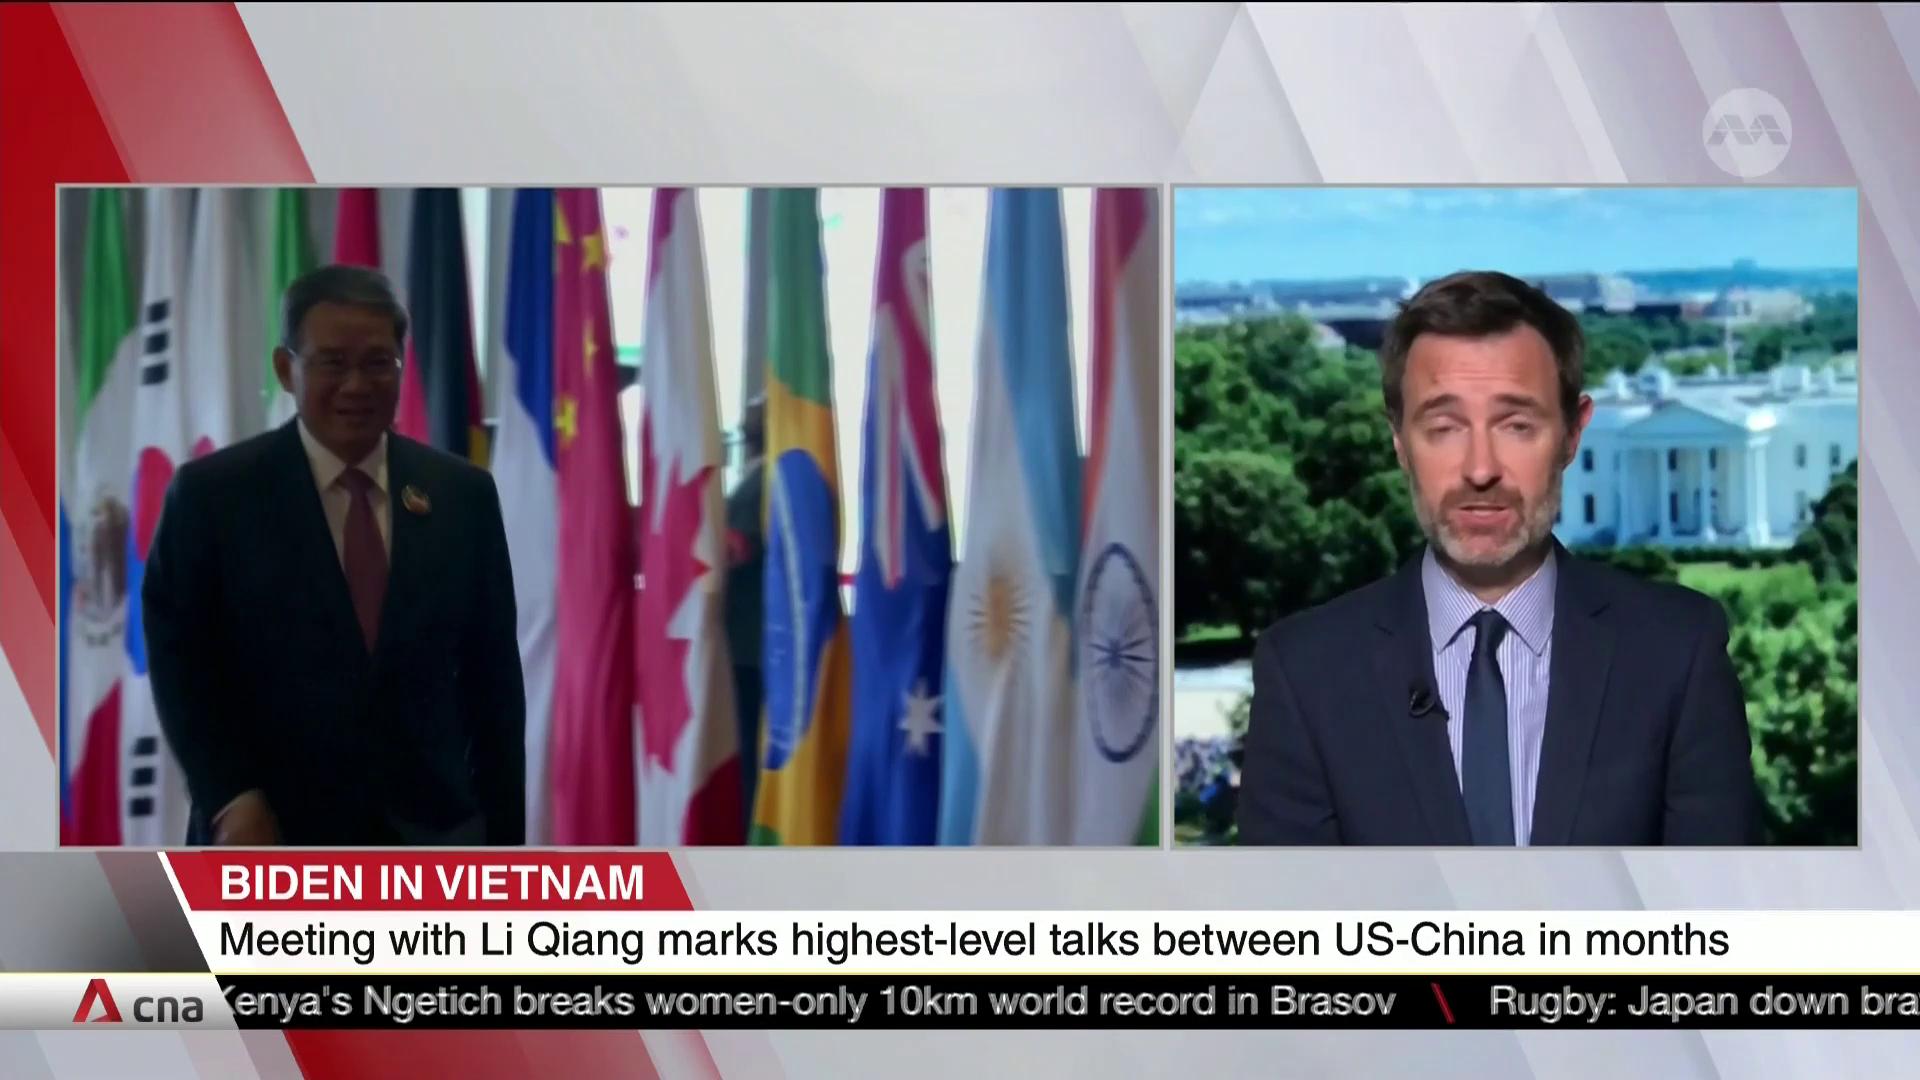 BIDEN IN VIETNAM
Meeting with Li Qiang marks highest-level talks between US-China in months
cna
Kenya's Ngetich breaks women-only 10km world record in Brasov \ Rugby: Japan down bra